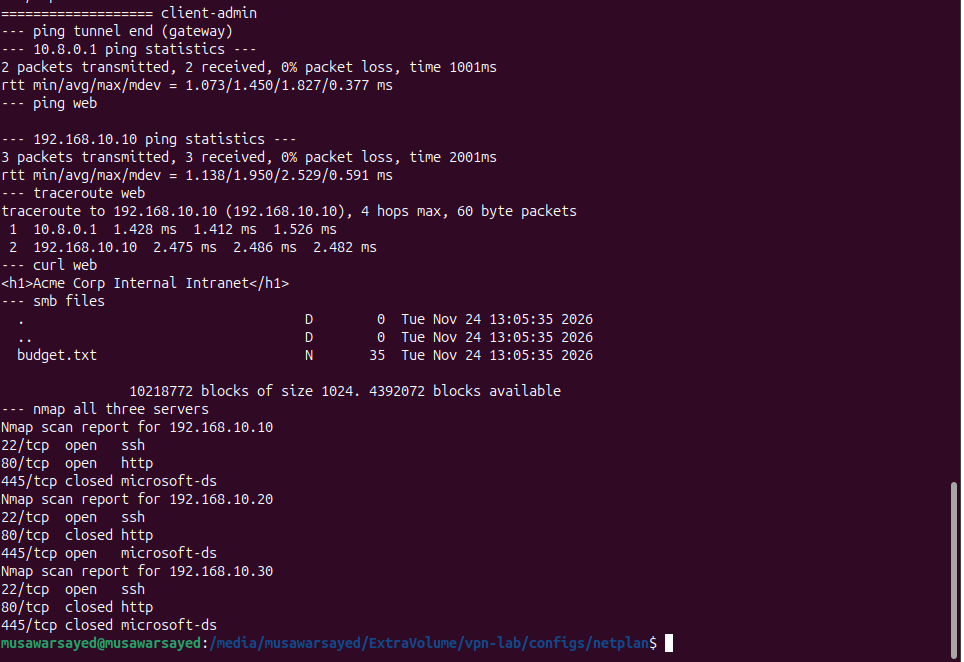 =================== client-admin
--- ping tunnel end (gateway)
--- 10.8.0.1 ping statistics ---
2 packets transmitted, 2 received, 0% packet loss, time 1001ms
rtt min/avg/max/mdev = 1.073/1.450/1.827/0.377 ms
--- ping web

--- 192.168.10.10 ping statistics ---
3 packets transmitted, 3 received, 0% packet loss, time 2001ms
rtt min/avg/max/mdev = 1.138/1.950/2.529/0.591 ms
--- traceroute web
traceroute to 192.168.10.10 (192.168.10.10), 4 hops max, 60 byte packets
 1  10.8.0.1  1.428 ms  1.412 ms  1.526 ms
 2  192.168.10.10  2.475 ms  2.486 ms  2.482 ms
--- curl web
<h1>Acme Corp Internal Intranet</h1>
--- smb files
  .                                   D        0  Tue Nov 24 13:05:35 2026
  ..                                  D        0  Tue Nov 24 13:05:35 2026
  budget.txt                          N       35  Tue Nov 24 13:05:35 2026

                10218772 blocks of size 1024. 4392072 blocks available
--- nmap all three servers
Nmap scan report for 192.168.10.10
22/tcp  open   ssh
80/tcp  open   http
445/tcp closed microsoft-ds
Nmap scan report for 192.168.10.20
22/tcp  open   ssh
80/tcp  closed http
445/tcp open   microsoft-ds
Nmap scan report for 192.168.10.30
22/tcp  open   ssh
80/tcp  closed http
445/tcp closed microsoft-ds
musawarsayed@musawarsayed:/media/musawarsayed/ExtraVolume/vpn-lab/configs/netplan$